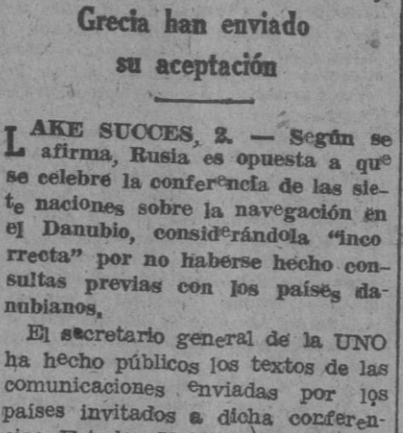 Grecia han enviado
su aceptación
LAKE SUCCES, 2. — Según se
afirma, Rusia es opuesta a que
se celebre la conferencia de las sie-
te naciones sobre la navegación en
el Danubio, considerándola "inco
rrecta" por no haberse hecho con-
sultas previas con los países da-
nubianos.
El secretario general de la UNO
ha hecho públicos los textos de las
comunicaciones enviadas por los
países invitados a dicha conferen-